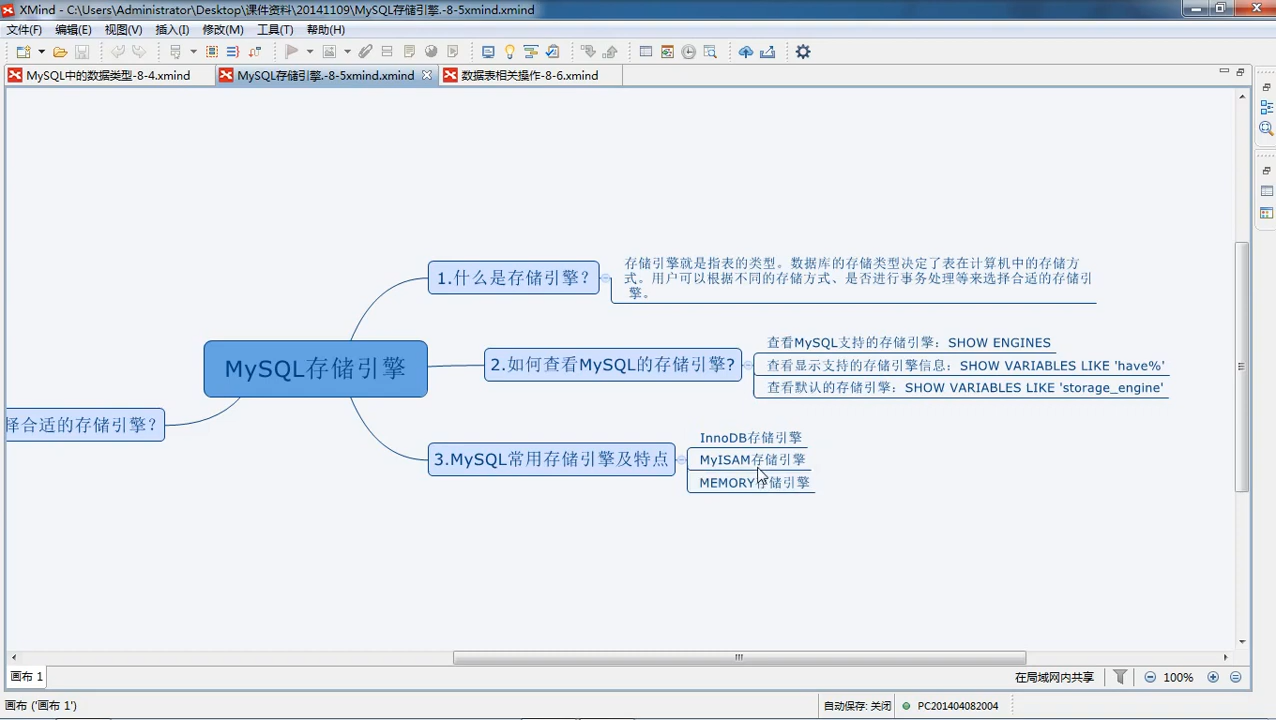 XMind - C:\Users\Administrator\Desktop\课件资料\20141109\MySQL存储引擎.-8-5xmind.xmind
文件(F) 编辑(E) 视图(V) 插入(I) 修改(M) 工具(T) 帮助(H)
MySQL中的数据类型-8-4.xmind MySQL存储引擎.-8-5xmind.xmind 数据表相关操作-8-6.xmind
1.什么是存储引擎?
存储引擎就是指表的类型。数据库的存储类型决定了表在计算机中的存储方
式。用户可以根据不同的存储方式、是否进行事务处理等来选择合适的存储引
擎。
MySQL存储引擎
2.如何查看MySQL的存储引擎?
查看MySQL支持的存储引擎：SHOW ENGINES
查看显示支持的存储引擎信息：SHOW VARIABLES LIKE 'have%'
查看默认的存储引擎：SHOW VARIABLES LIKE 'storage_engine'
择合适的存储引擎?
3.MySQL常用存储引擎及特点
InnoDB存储引擎
MyISAM存储引擎
MEMORY存储引擎
画布 1
在局域网内共享
100%
画布 ('画布 1')
自动保存: 关闭
PC201404082004